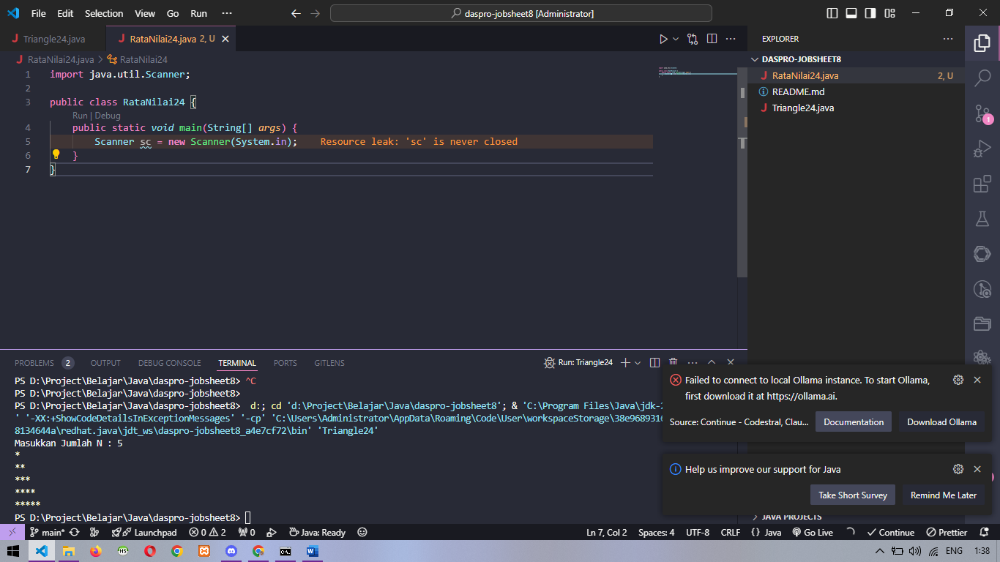 File Edit Selection View Go Run ··· daspro-jobsheet8 [Administrator]
Triangle24.java RataNilai24.java 2, U
RataNilai24.java > RataNilai24
1 import java.util.Scanner;
2
3 public class RataNilai24 {
Run | Debug
4 public static void main(String[] args) {
5 Scanner sc = new Scanner(System.in); Resource leak: 'sc' is never closed
6 }
7 }
EXPLORER
DASPRO-JOBSHEET8
RataNilai24.java 2, U
README.md
Triangle24.java
1
PROBLEMS 2 OUTPUT DEBUG CONSOLE TERMINAL PORTS GITLENS Run: Triangle24
PS D:\Project\Belajar\Java\daspro-jobsheet8> ^C
PS D:\Project\Belajar\Java\daspro-jobsheet8>
PS D:\Project\Belajar\Java\daspro-jobsheet8> d:; cd 'd:\Project\Belajar\Java\daspro-jobsheet8'; & 'C:\Program Files\Java\jdk-
' '-XX:+ShowCodeDetailsInExceptionMessages' '-cp' 'C:\Users\Administrator\AppData\Roaming\Code\User\workspaceStorage\38e9689316
8134644a\redhat.java\jdt_ws\daspro-jobsheet8_a4e7cf72\bin' 'Triangle24'
Masukkan Jumlah N : 5
*
**
***
****
*****
PS D:\Project\Belajar\Java\daspro-jobsheet8>
Failed to connect to local Ollama instance. To start Ollama,
first download it at https://ollama.ai.
Source: Continue - Codestral, Clau... Documentation Download Ollama
Help us improve our support for Java
Take Short Survey Remind Me Later
JAVA PROJECTS
main* Launchpad 0 2 0 Java: Ready Ln 7, Col 2 Spaces: 4 UTF-8 CRLF {} Java Go Live Continue Prettier
ENG 1:38